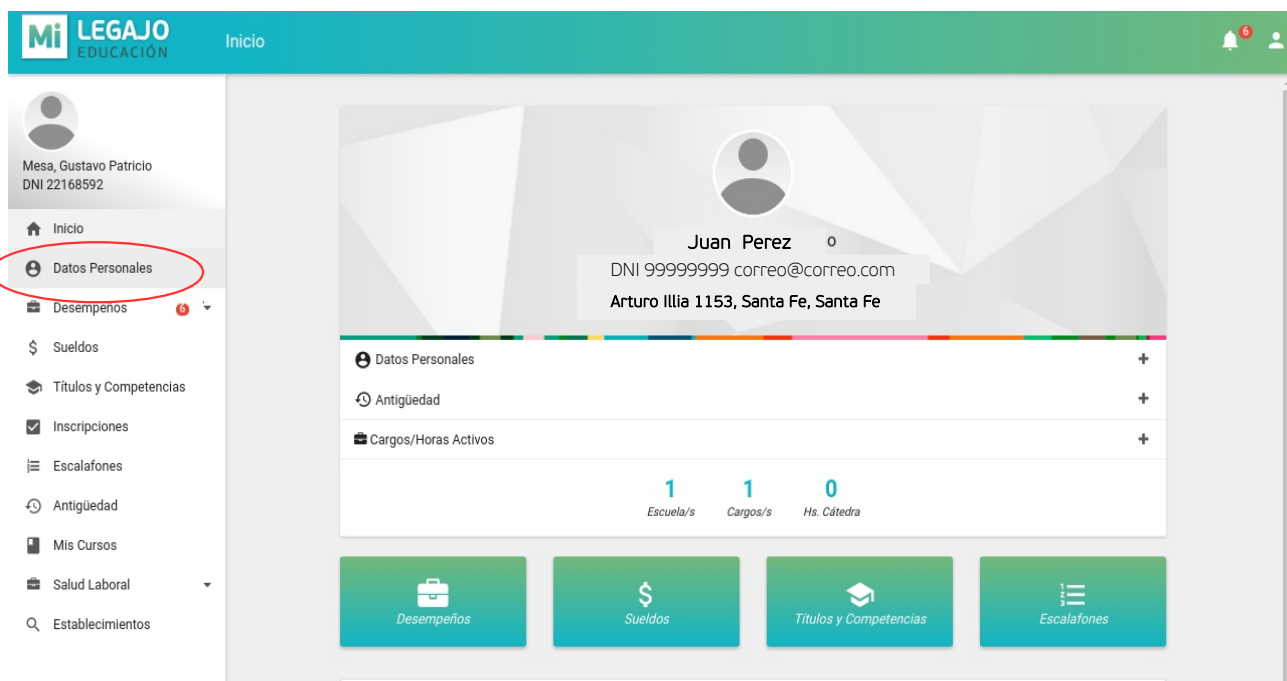 Mi LEGAJO EDUCACIÓN
Inicio
6
Mesa, Gustavo Patricio
DNI 22168592
Inicio
Datos Personales
Desempeños 6
Sueldos
Títulos y Competencias
Inscripciones
Escalafones
Antigüedad
Mis Cursos
Salud Laboral
Establecimientos
Juan Perez o
DNI 99999999 correo@correo.com
Arturo Illia 1153, Santa Fe, Santa Fe
Datos Personales +
Antigüedad +
Cargos/Horas Activos +
1 1 0
Escuela/s Cargos/s Hs. Cátedra
Desempeños Sueldos Títulos y Competencias Escalafones